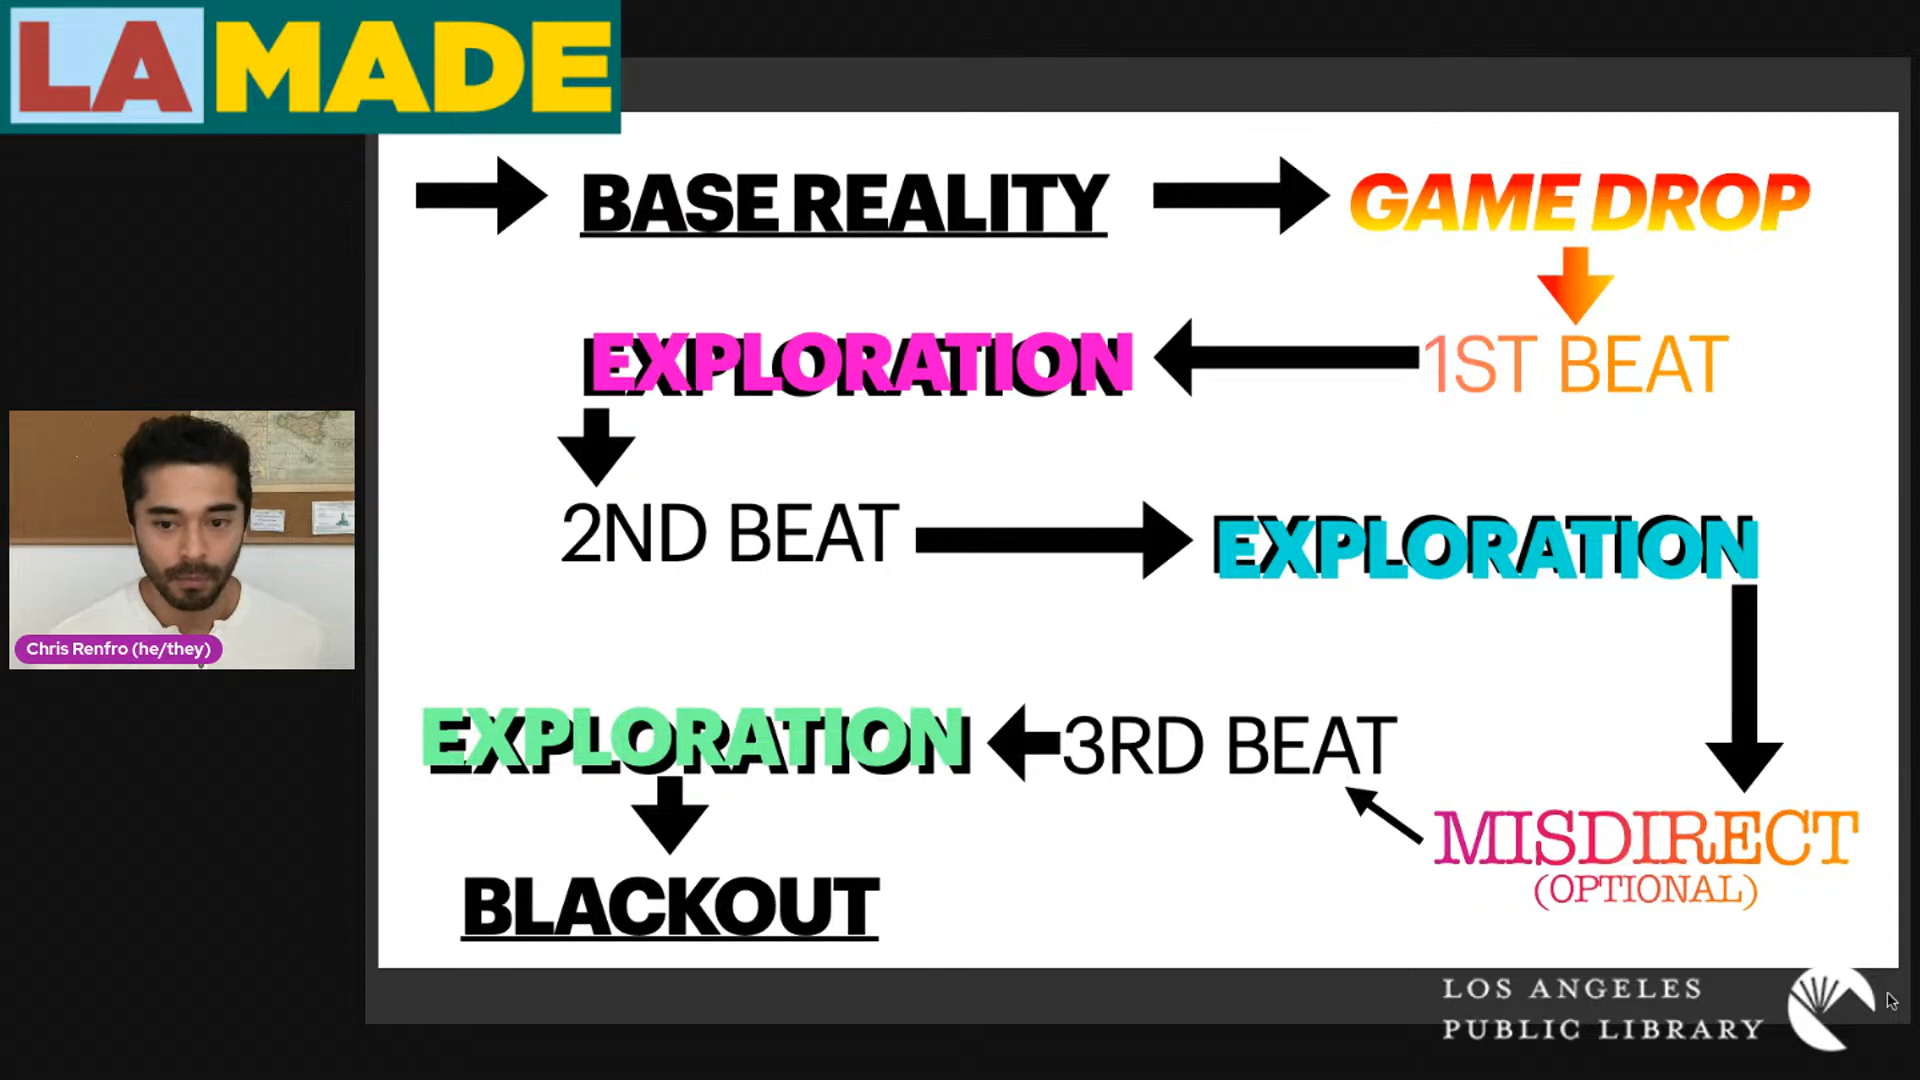 LA MADE
BASE REALITY
GAME DROP
1ST BEAT
EXPLORATION
2ND BEAT
EXPLORATION
MISDIRECT
(OPTIONAL)
3RD BEAT
EXPLORATION
BLACKOUT
Chris Renfro (he/they)
LOS ANGELES
PUBLIC LIBRARY